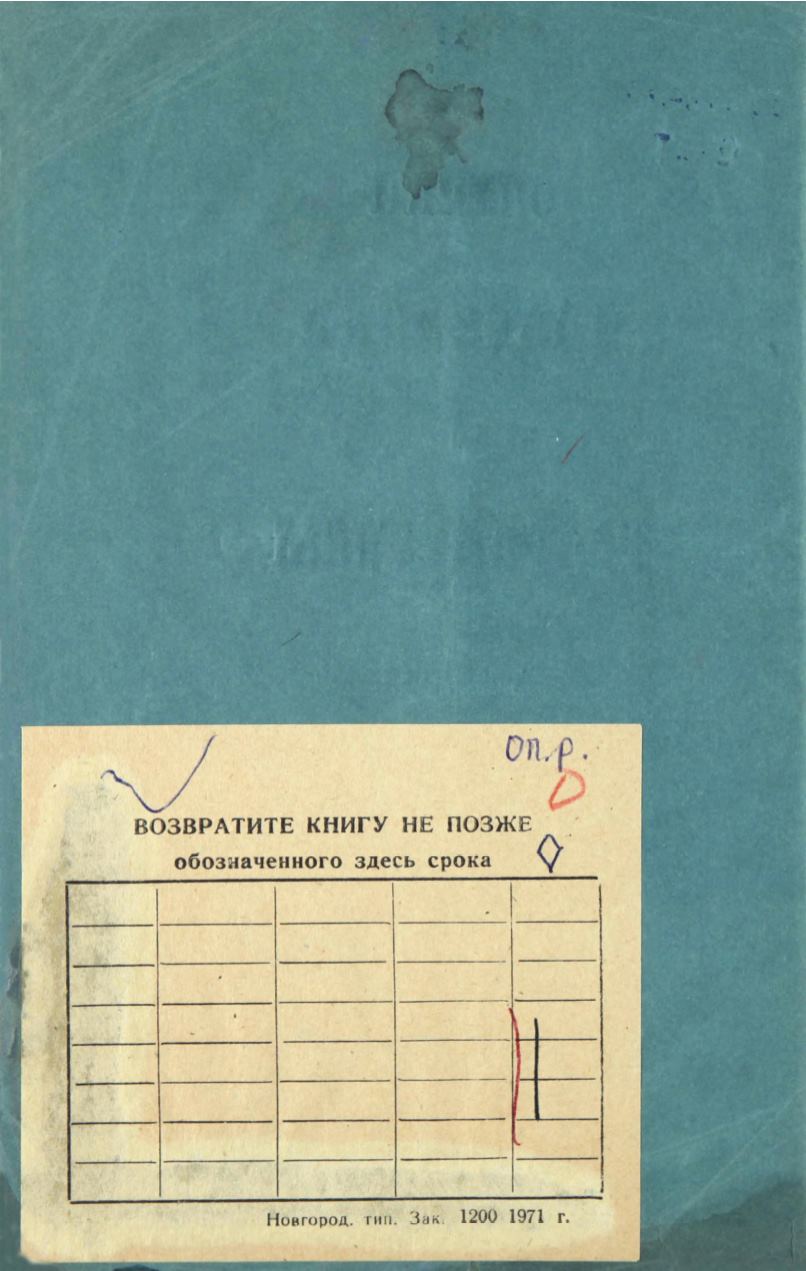 оп.р.
ВОЗВРАТИТЕ КНИГУ НЕ ПОЗЖЕ
обозначенного здесь срока
Новгород. тип. Зак. 1200 1971 г.